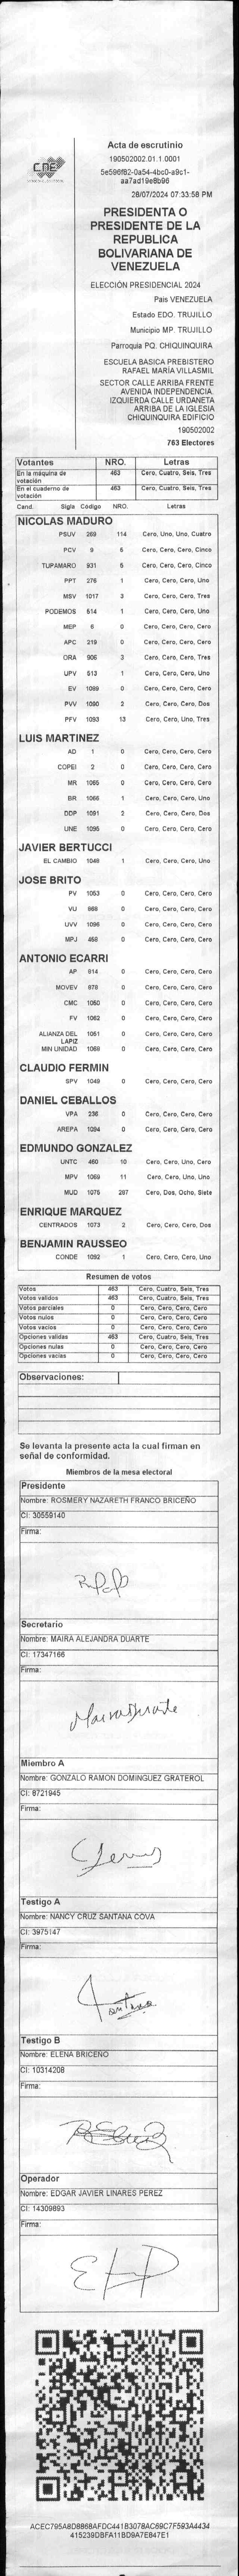 CNE
Acta de escrutinio
190502002.01.1.0001
5e596f82-0a54-4bc0-a9c1-
aa7ad19e8b96
28/07/2024 07:33:58 PM
PRESIDENTA O
PRESIDENTE DE LA
REPUBLICA
BOLIVARIANA DE
VENEZUELA
ELECCIÓN PRESIDENCIAL 2024
Pais VENEZUELA
Estado EDO. TRUJILLO
Municipio MP. TRUJILLO
Parroquia PQ. CHIQUINQUIRA
ESCUELA BASICA PREBISTERO
RAFAEL MARÍA VILLASMIL
SECTOR CALLE ARRIBA FRENTE
AVENIDA INDEPENDENCIA.
IZQUIERDA CALLE URDANETA
ARRIBA DE LA IGLESIA
CHIQUINQUIRA EDIFICIO
190502002
763 Electores
Votantes NRO. Letras
En la máquina de votación 463 Cero, Cuatro, Seis, Tres
En el cuaderno de votación 463 Cero, Cuatro, Seis, Tres
Cand. Sigla Código NRO. Letras
NICOLAS MADURO
PSUV 269 114 Cero, Uno, Uno, Cuatro
PCV 9 5 Cero, Cero, Cero, Cinco
TUPAMARO 931 5 Cero, Cero, Cero, Cinco
PPT 276 1 Cero, Cero, Cero, Uno
MSV 1017 3 Cero, Cero, Cero, Tres
PODEMOS 514 1 Cero, Cero, Cero, Uno
MEP 6 0 Cero, Cero, Cero, Cero
APC 219 0 Cero, Cero, Cero, Cero
ORA 906 3 Cero, Cero, Cero, Tres
UPV 513 1 Cero, Cero, Cero, Uno
EV 1099 0 Cero, Cero, Cero, Cero
PVV 1090 2 Cero, Cero, Cero, Dos
PFV 1093 13 Cero, Cero, Uno, Tres
LUIS MARTINEZ
AD 1 0 Cero, Cero, Cero, Cero
COPEI 2 0 Cero, Cero, Cero, Cero
MR 1065 0 Cero, Cero, Cero, Cero
BR 1066 1 Cero, Cero, Cero, Uno
DDP 1091 2 Cero, Cero, Cero, Dos
UNE 1095 0 Cero, Cero, Cero, Cero
JAVIER BERTUCCI
EL CAMBIO 1048 1 Cero, Cero, Cero, Uno
JOSE BRITO
PV 1053 0 Cero, Cero, Cero, Cero
VU 868 0 Cero, Cero, Cero, Cero
UVV 1096 0 Cero, Cero, Cero, Cero
MPJ 468 0 Cero, Cero, Cero, Cero
ANTONIO ECARRI
AP 814 0 Cero, Cero, Cero, Cero
MOVEV 978 0 Cero, Cero, Cero, Cero
CMC 1050 0 Cero, Cero, Cero, Cero
FV 1062 0 Cero, Cero, Cero, Cero
ALIANZA DEL LAPIZ 1051 0 Cero, Cero, Cero, Cero
MIN UNIDAD 1069 0 Cero, Cero, Cero, Cero
CLAUDIO FERMIN
SPV 1049 0 Cero, Cero, Cero, Cero
DANIEL CEBALLOS
VPA 236 0 Cero, Cero, Cero, Cero
AREPA 1094 0 Cero, Cero, Cero, Cero
EDMUNDO GONZALEZ
UNTC 460 10 Cero, Cero, Uno, Cero
MPV 1069 11 Cero, Cero, Uno, Uno
MUD 1075 287 Cero, Dos, Ocho, Siete
ENRIQUE MARQUEZ
CENTRADOS 1073 2 Cero, Cero, Cero, Dos
BENJAMIN RAUSSEO
CONDE 1092 1 Cero, Cero, Cero, Uno
Resumen de votos
Votos 463 Cero, Cuatro, Seis, Tres
Votos validos 463 Cero, Cuatro, Seis, Tres
Votos parciales 0 Cero, Cero, Cero, Cero
Votos nulos 0 Cero, Cero, Cero, Cero
Votos vacios 0 Cero, Cero, Cero, Cero
Opciones validas 463 Cero, Cuatro, Seis, Tres
Opciones nulas 0 Cero, Cero, Cero, Cero
Opciones vacias 0 Cero, Cero, Cero, Cero
Observaciones:
Se levanta la presente acta la cual firman en
señal de conformidad.
Miembros de la mesa electoral
Presidente
Nombre: ROSMERY NAZARETH FRANCO BRICEÑO
CI: 30559140
Firma:
Secretario
Nombre: MAIRA ALEJANDRA DUARTE
CI: 17347166
Firma:
Miembro A
Nombre: GONZALO RAMON DOMINGUEZ GRATEROL
CI: 8721945
Firma:
Testigo A
Nombre: NANCY CRUZ SANTANA COVA
CI: 3975147
Firma:
Testigo B
Nombre: ELENA BRICEÑO
CI: 10314208
Firma:
Operador
Nombre: EDGAR JAVIER LINARES PEREZ
CI: 14309893
Firma:
ACEC795A8D8868AFDC441B3078AC69C7F593A4434
415239DBFA11BD9A7E847E1